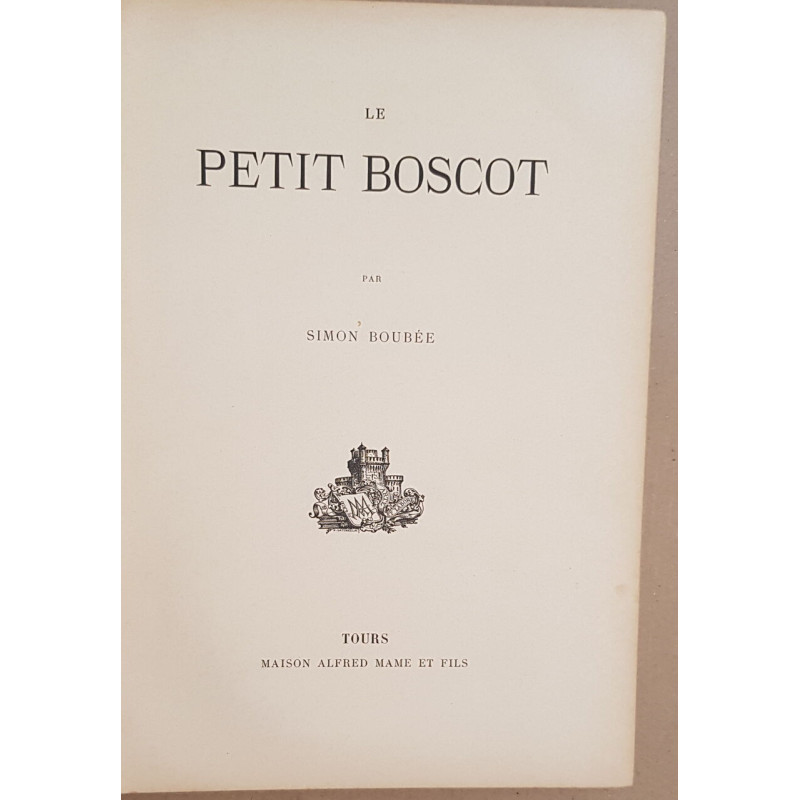 LE
PETIT BOSCOT
PAR
SIMON BOUBÉE
TOURS
MAISON ALFRED MAME ET FILS